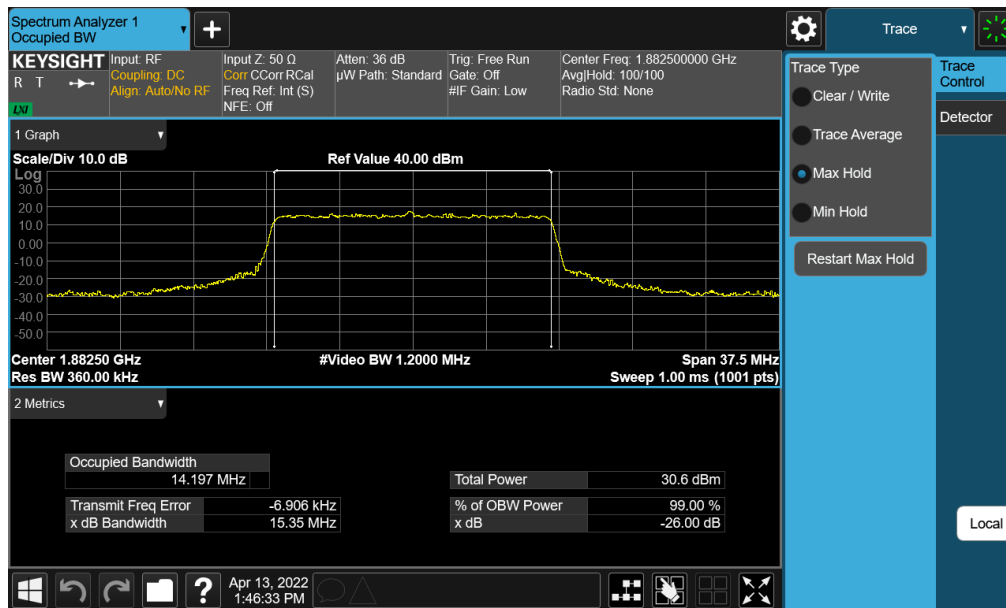 Spectrum Analyzer 1
Occupied BW
+
Trace
KEYSIGHT
R T
LXI
Input: RF
Coupling: DC
Align: Auto/No RF
Input Z: 50 Ω
Corr CCorr RCal
Freq Ref: Int (S)
NFE: Off
Atten: 36 dB
µW Path: Standard
Trig: Free Run
Gate: Off
#IF Gain: Low
Center Freq: 1.882500000 GHz
Avg|Hold: 100/100
Radio Std: None
Trace Type
Clear / Write
Trace Average
Max Hold
Min Hold
Restart Max Hold
Trace
Control
Detector
Local
1 Graph
Scale/Div 10.0 dB
Ref Value 40.00 dBm
Log
30.0
20.0
10.0
0.00
-10.0
-20.0
-30.0
-40.0
-50.0
Center 1.88250 GHz
#Video BW 1.2000 MHz
Span 37.5 MHz
Res BW 360.00 kHz
Sweep 1.00 ms (1001 pts)
2 Metrics
Occupied Bandwidth
14.197 MHz
Total Power 30.6 dBm
Transmit Freq Error -6.906 kHz
% of OBW Power 99.00 %
x dB Bandwidth 15.35 MHz
x dB -26.00 dB
?
Apr 13, 2022
1:46:33 PM